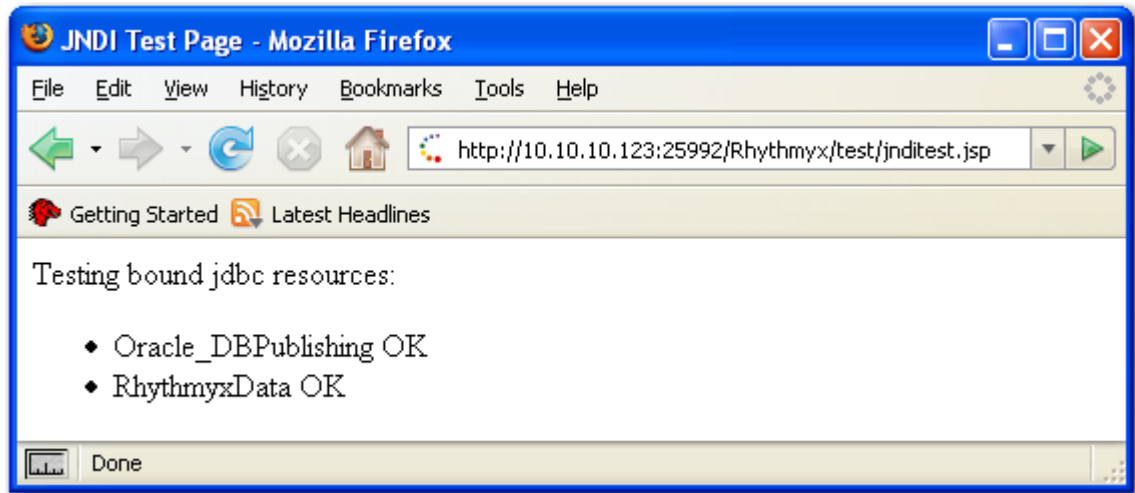 JNDI Test Page - Mozilla Firefox
File Edit View History Bookmarks Tools Help
http://10.10.10.123:25992/Rhythmyx/test/jnditest.jsp
Getting Started Latest Headlines
Testing bound jdbc resources:
• Oracle_DBPublishing OK
• RhythmyxData OK
Done